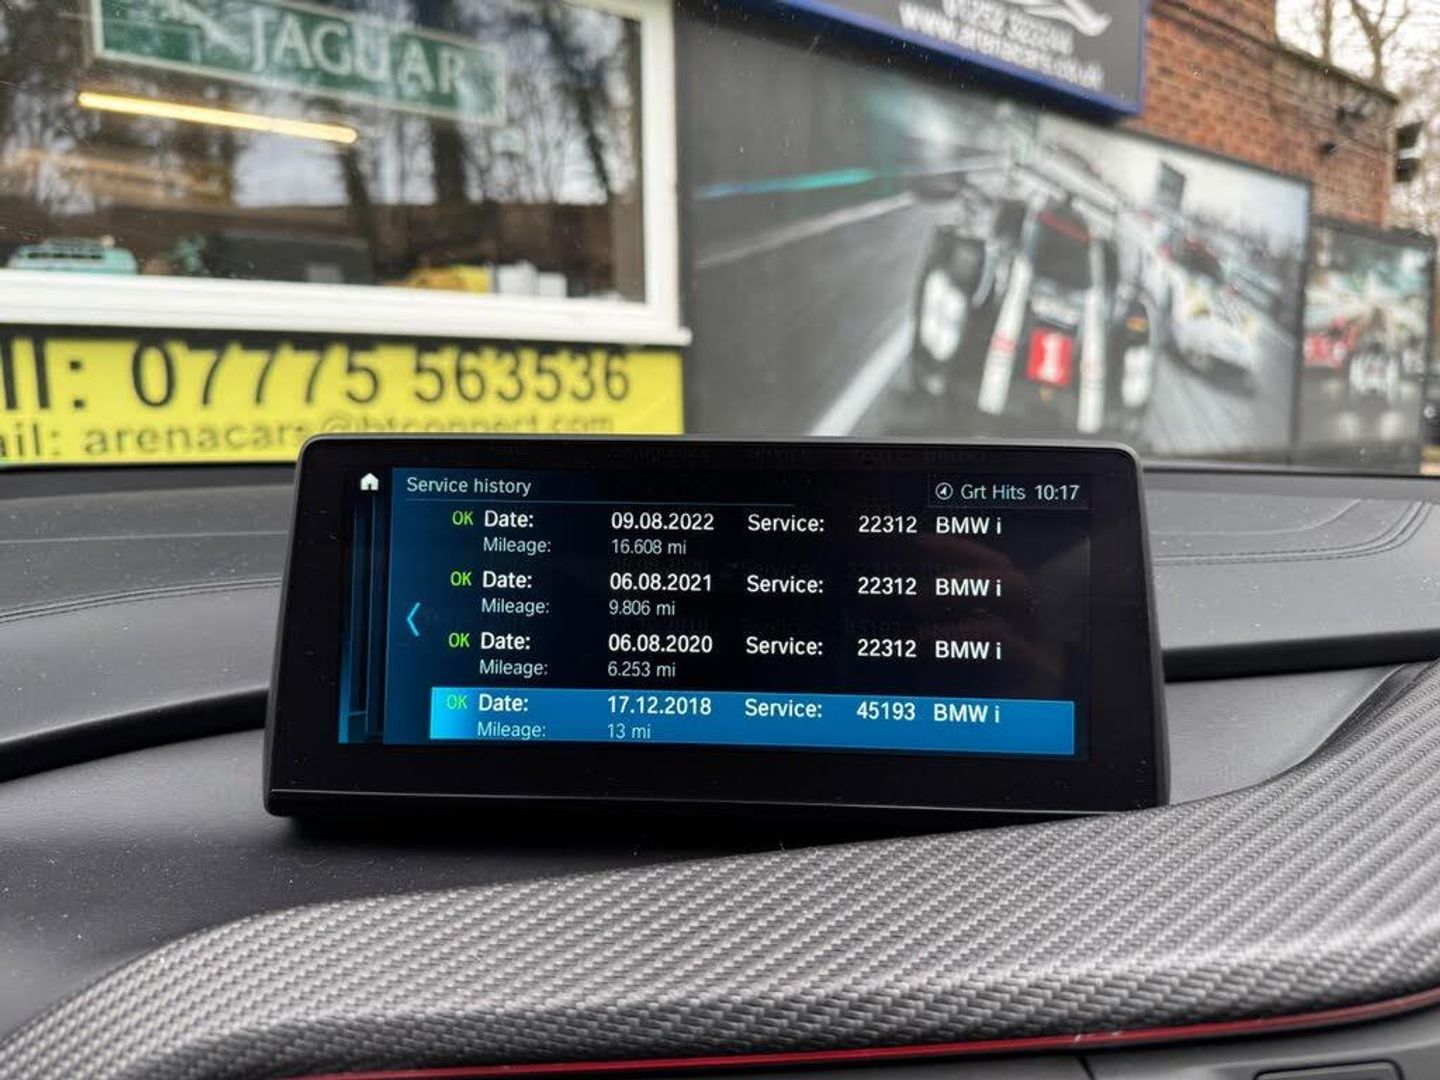 JAGUAR
01252 323248
www.arenacars.co.uk
ll: 07775 563536
ail: arenacars@btconnect.com
1
Service history
Grt Hits 10:17
OK Date: 09.08.2022 Service: 22312 BMW i
Mileage: 16.608 mi
OK Date: 06.08.2021 Service: 22312 BMW i
Mileage: 9.806 mi
OK Date: 06.08.2020 Service: 22312 BMW i
Mileage: 6.253 mi
OK Date: 17.12.2018 Service: 45193 BMW i
Mileage: 13 mi